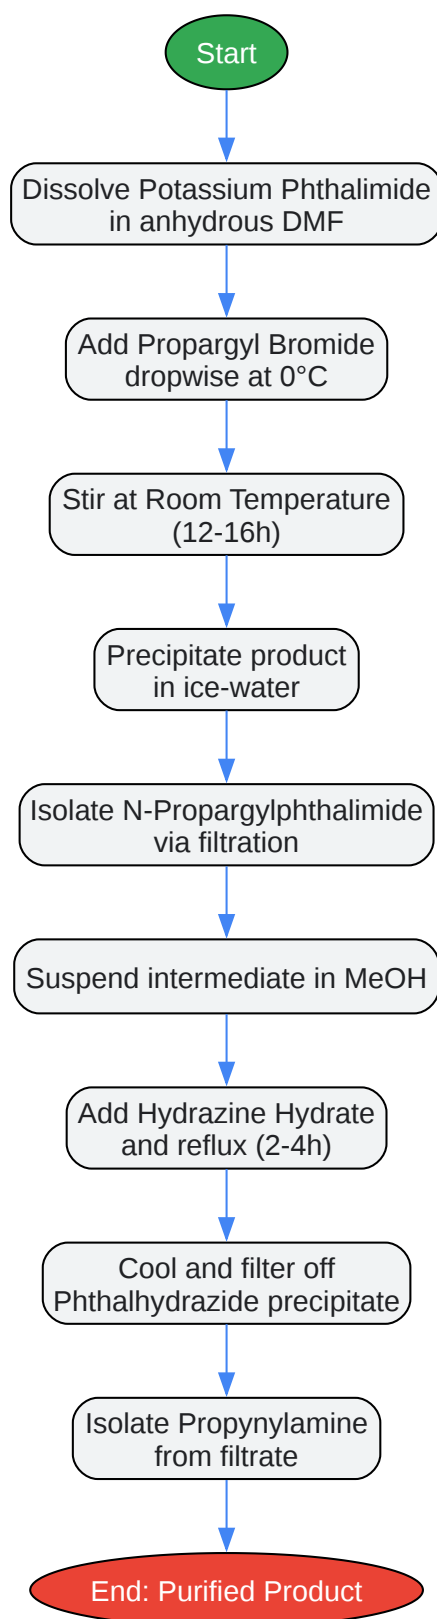 Start
Dissolve Potassium Phthalimide
in anhydrous DMF
Add Propargyl Bromide
dropwise at 0°C
Stir at Room Temperature
(12-16h)
Precipitate product
in ice-water
Isolate N-Propargylphthalimide
via filtration
Suspend intermediate in MeOH
Add Hydrazine Hydrate
and reflux (2-4h)
Cool and filter off
Phthalhydrazide precipitate
Isolate Propynylamine
from filtrate
End: Purified Product